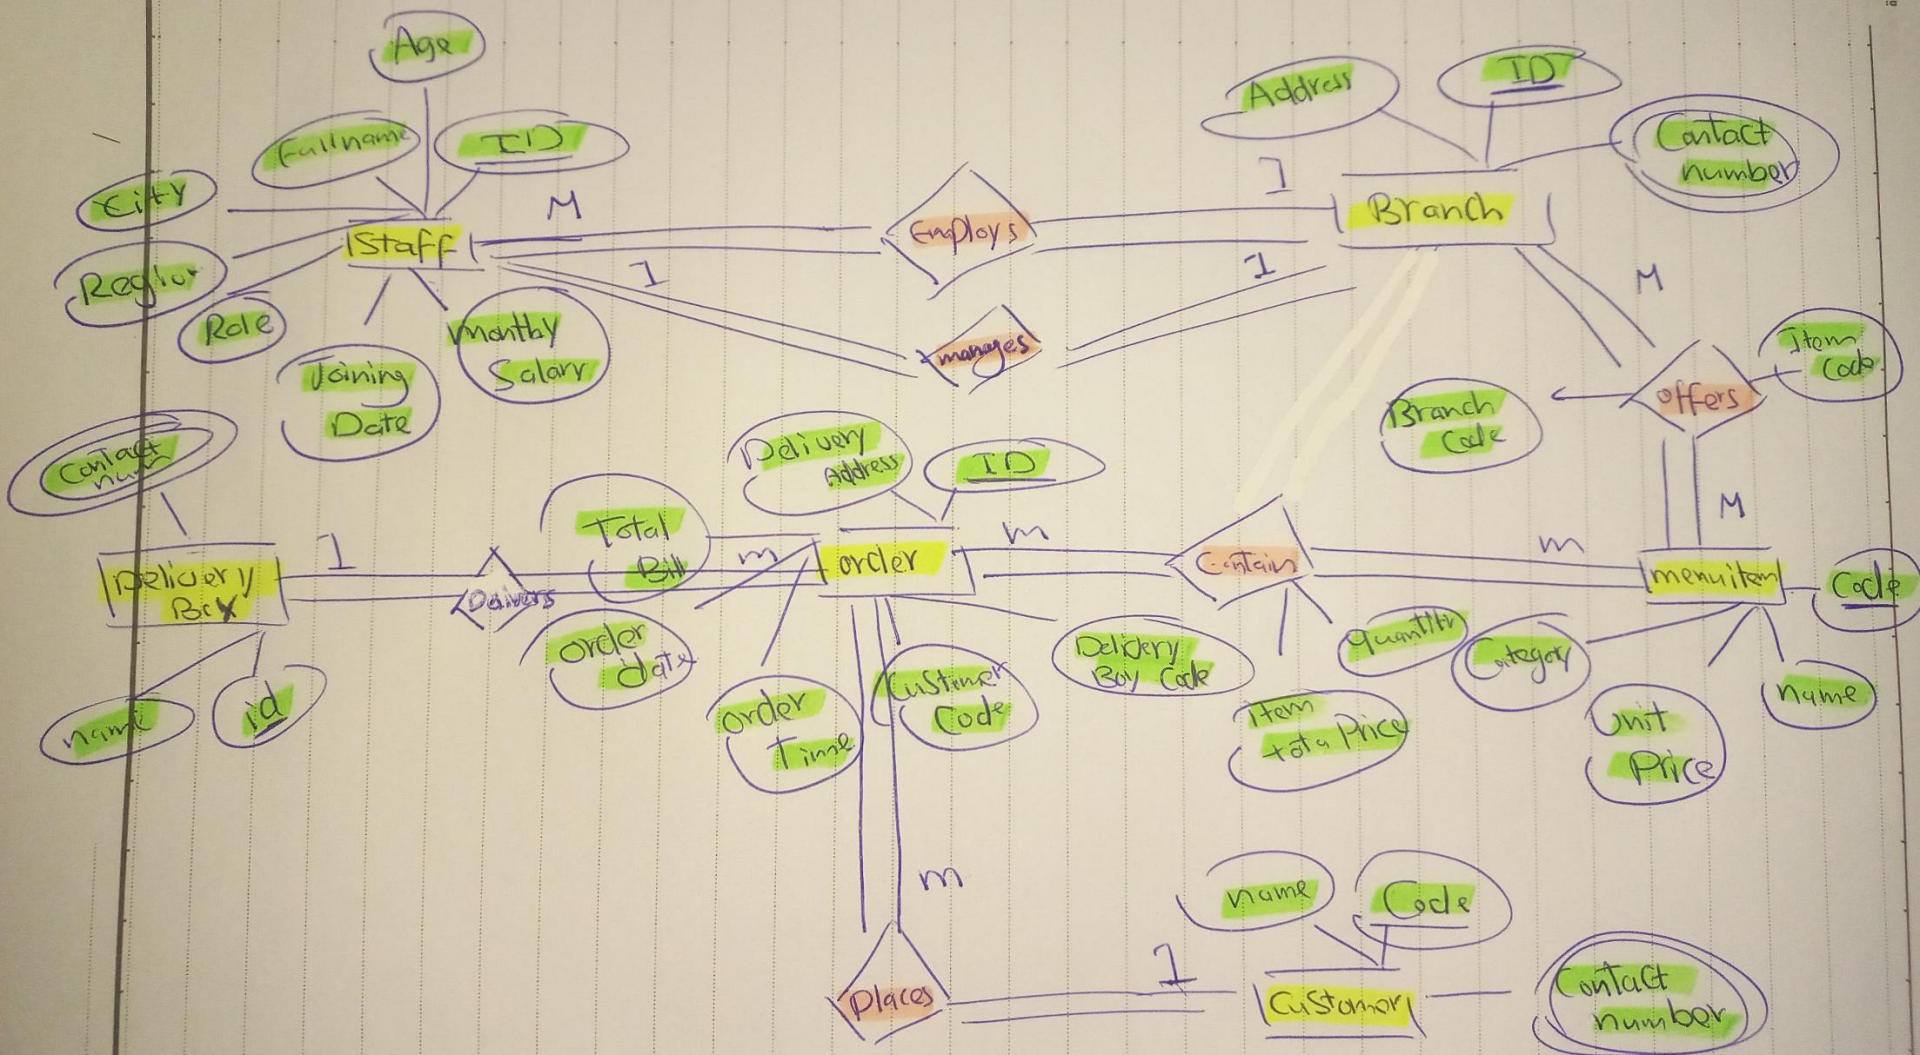 Age
Address
ID
Fullname
ID
Contact
number
City
M
1
Branch
Staff
Employs
Region
1
1
M
Role
Monthly
Salary
manages
Item
Code
Joining
Date
Offers
Branch
Code
Delivery
Address
ID
Contact
num
M
Total
Bill
m
m
m
1
order
Contain
menuitem
Code
Delivery
Boy
Delivers
order
date
Delivery
Boy Code
Quantity
Category
name
id
name
order
Time
Customer
Code
item
total Price
Unit
Price
m
name
Code
1
Places
Customer
Contact
number